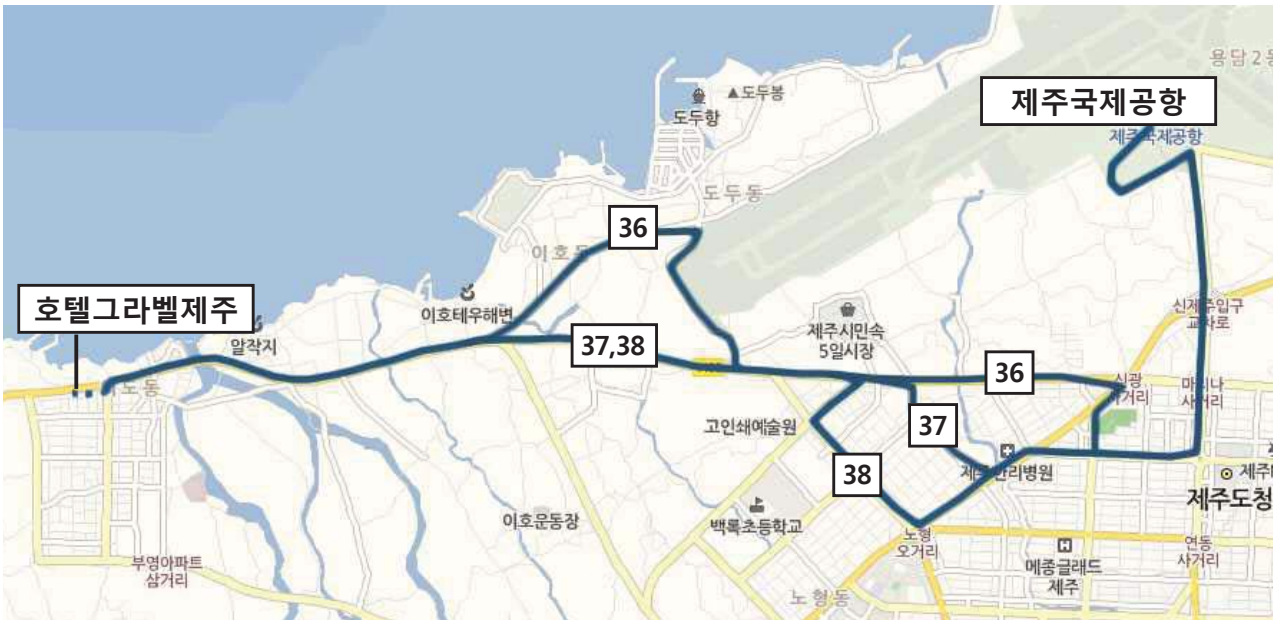 용담2동
제주국제공항
제주국제공항
▲도두봉
도두항
도두동
36
이호동
호텔그라벨제주
이호테우해변
알작지
37,38
제주시민속
5일시장
신제주입구
교차로
36
신광
사거리
마리나
사거리
고인쇄예술원
37
38
제주한라병원
제주도청
백록초등학교
이호운동장
노형
오거리
연동
사거리
메종글래드
제주
부영아파트
삼거리
노형동